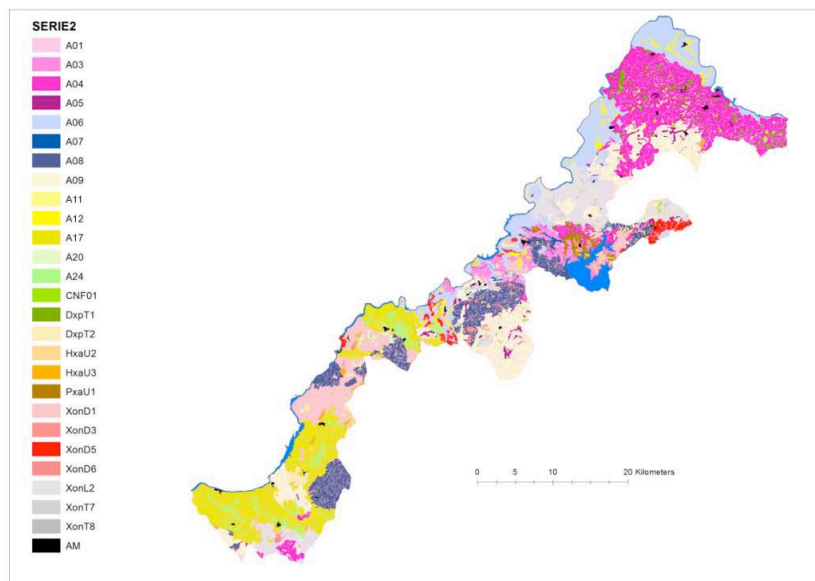 SERIE2
A01
A03
A04
A05
A06
A07
A08
A09
A11
A12
A17
A20
A24
CNF01
DxpT1
DxpT2
HxaU2
HxaU3
PxaU1
XonD1
XonD3
XonD5
XonD6
XonL2
XonT7
XonT8
AM
0 5 10 20 Kilometers